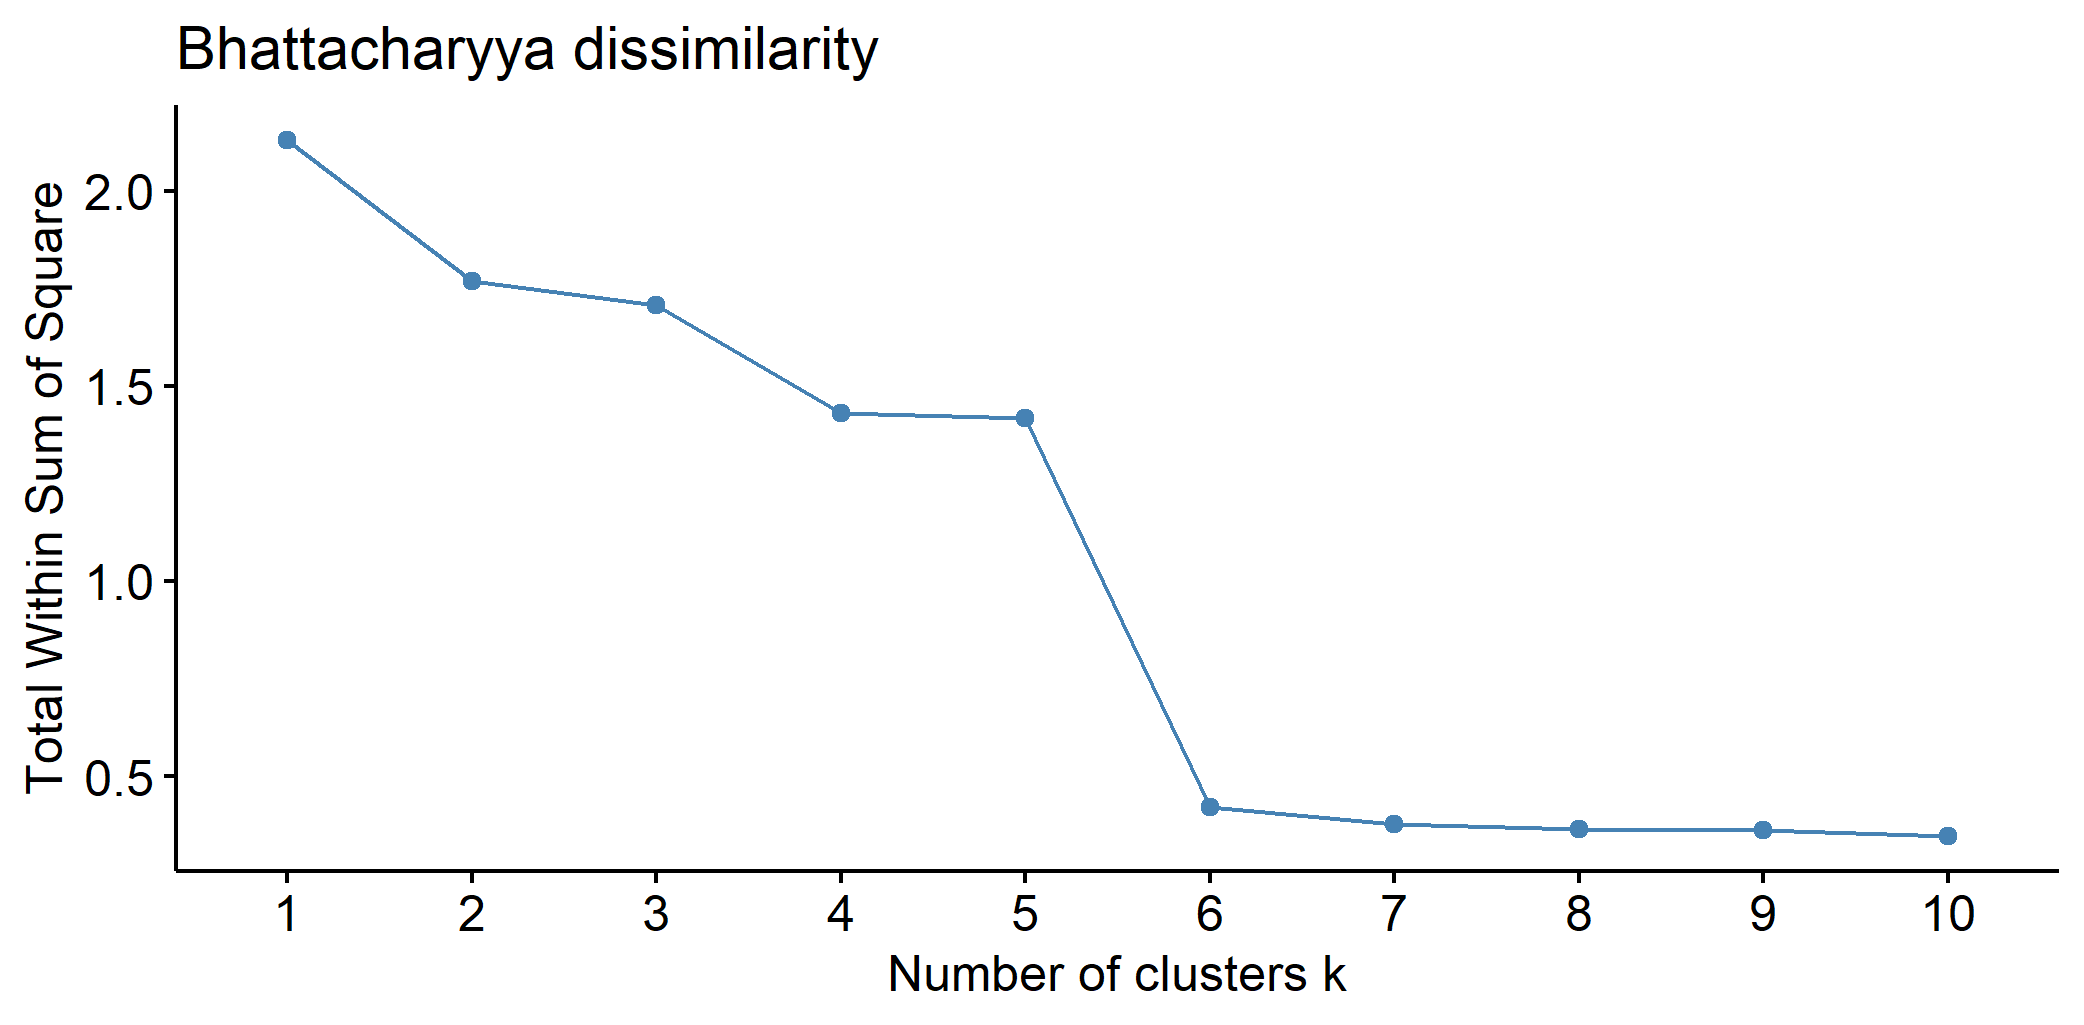 Bhattacharyya dissimilarity
Total Within Sum of Square
2.0
1.5
1.0
0.5
1 2 3 4 5 6 7 8 9 10
Number of clusters k